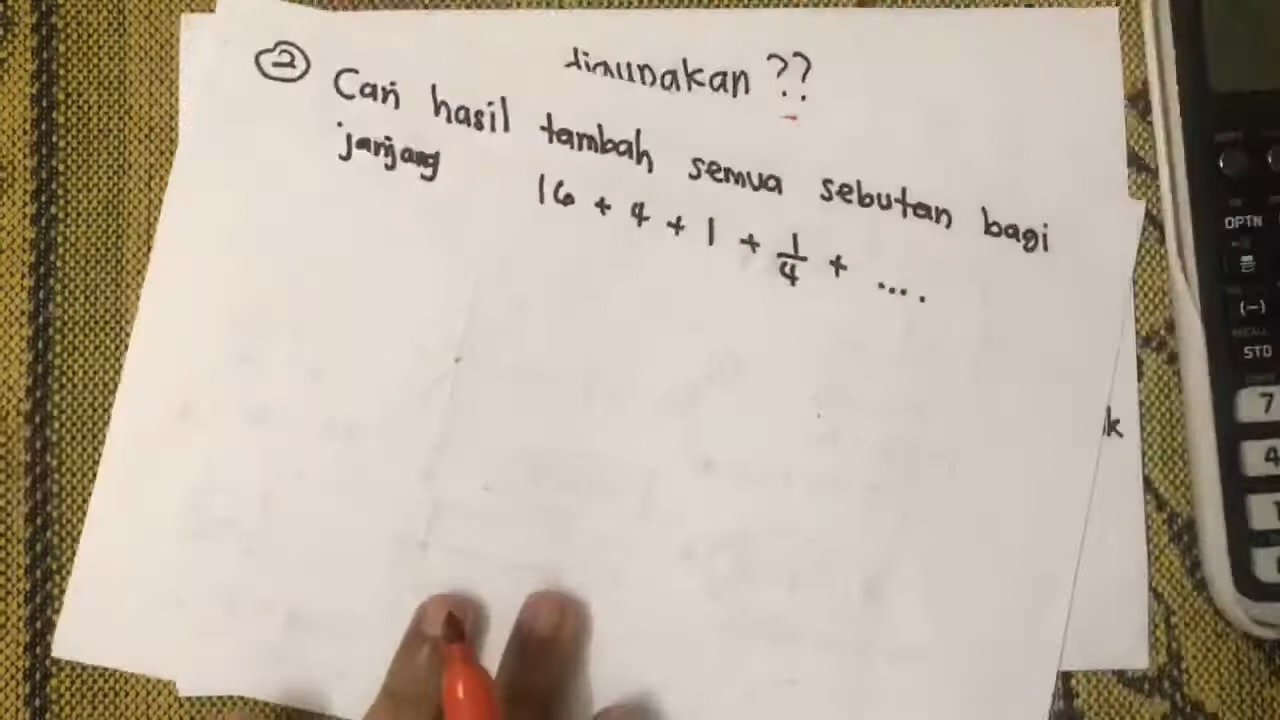 digunakan ??
② Cari hasil tambah semua sebutan bagi
janjang 16 + 4 + 1 + 1/4 + ....
k
OPTN
(–)
STO
7
4